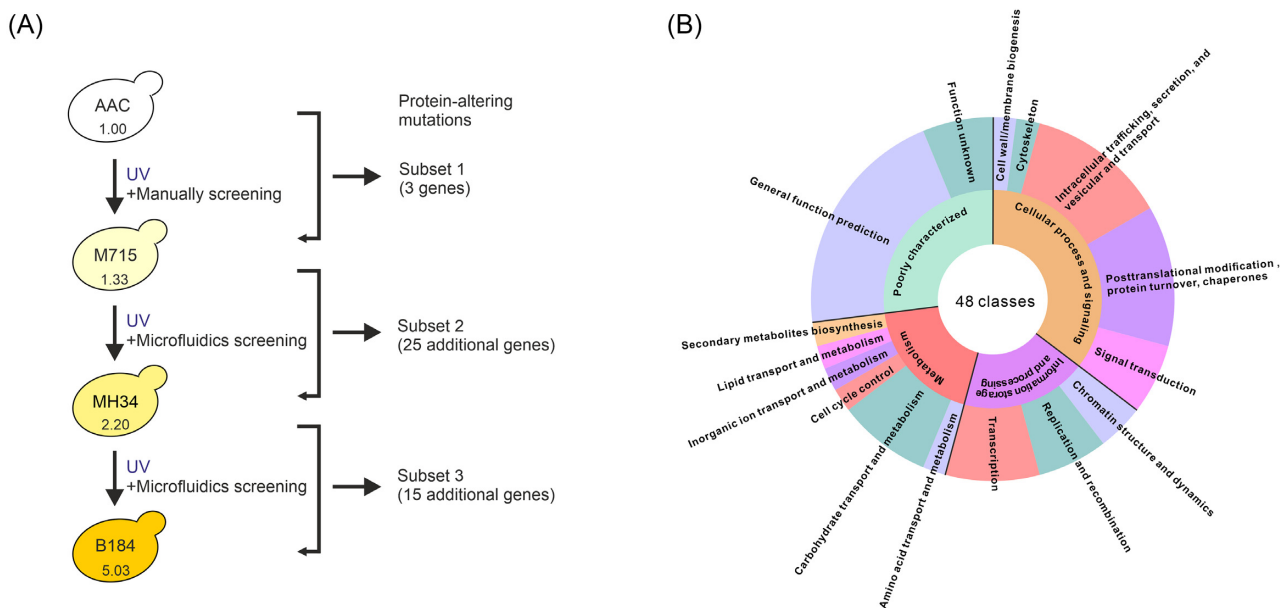 (A)
AAC
1.00
Protein-altering
mutations
UV
+Manually screening
Subset 1
(3 genes)
M715
1.33
UV
+Microfluidics screening
Subset 2
(25 additional genes)
MH34
2.20
UV
+Microfluidics screening
Subset 3
(15 additional genes)
B184
5.03
(B)
Cell wall/membrane biogenesis
Cytoskeleton
Intracellular trafficking, secretion, and
vesicular and transport
Posttranslational modification ,
protein turnover, chaperones
Signal transduction
Chromatin structure and dynamics
Replication and recombination
Transcription
Amino acid transport and metabolism
Carbohydrate transport and metabolism
Cell cycle control
Inorganic ion transport and metabolism
Lipid transport and metabolism
Secondary metabolites biosynthesis
General function prediction
Function unknown
Cellular process and signaling
Information storage
and processing
Metabolism
Poorly characterized
48 classes